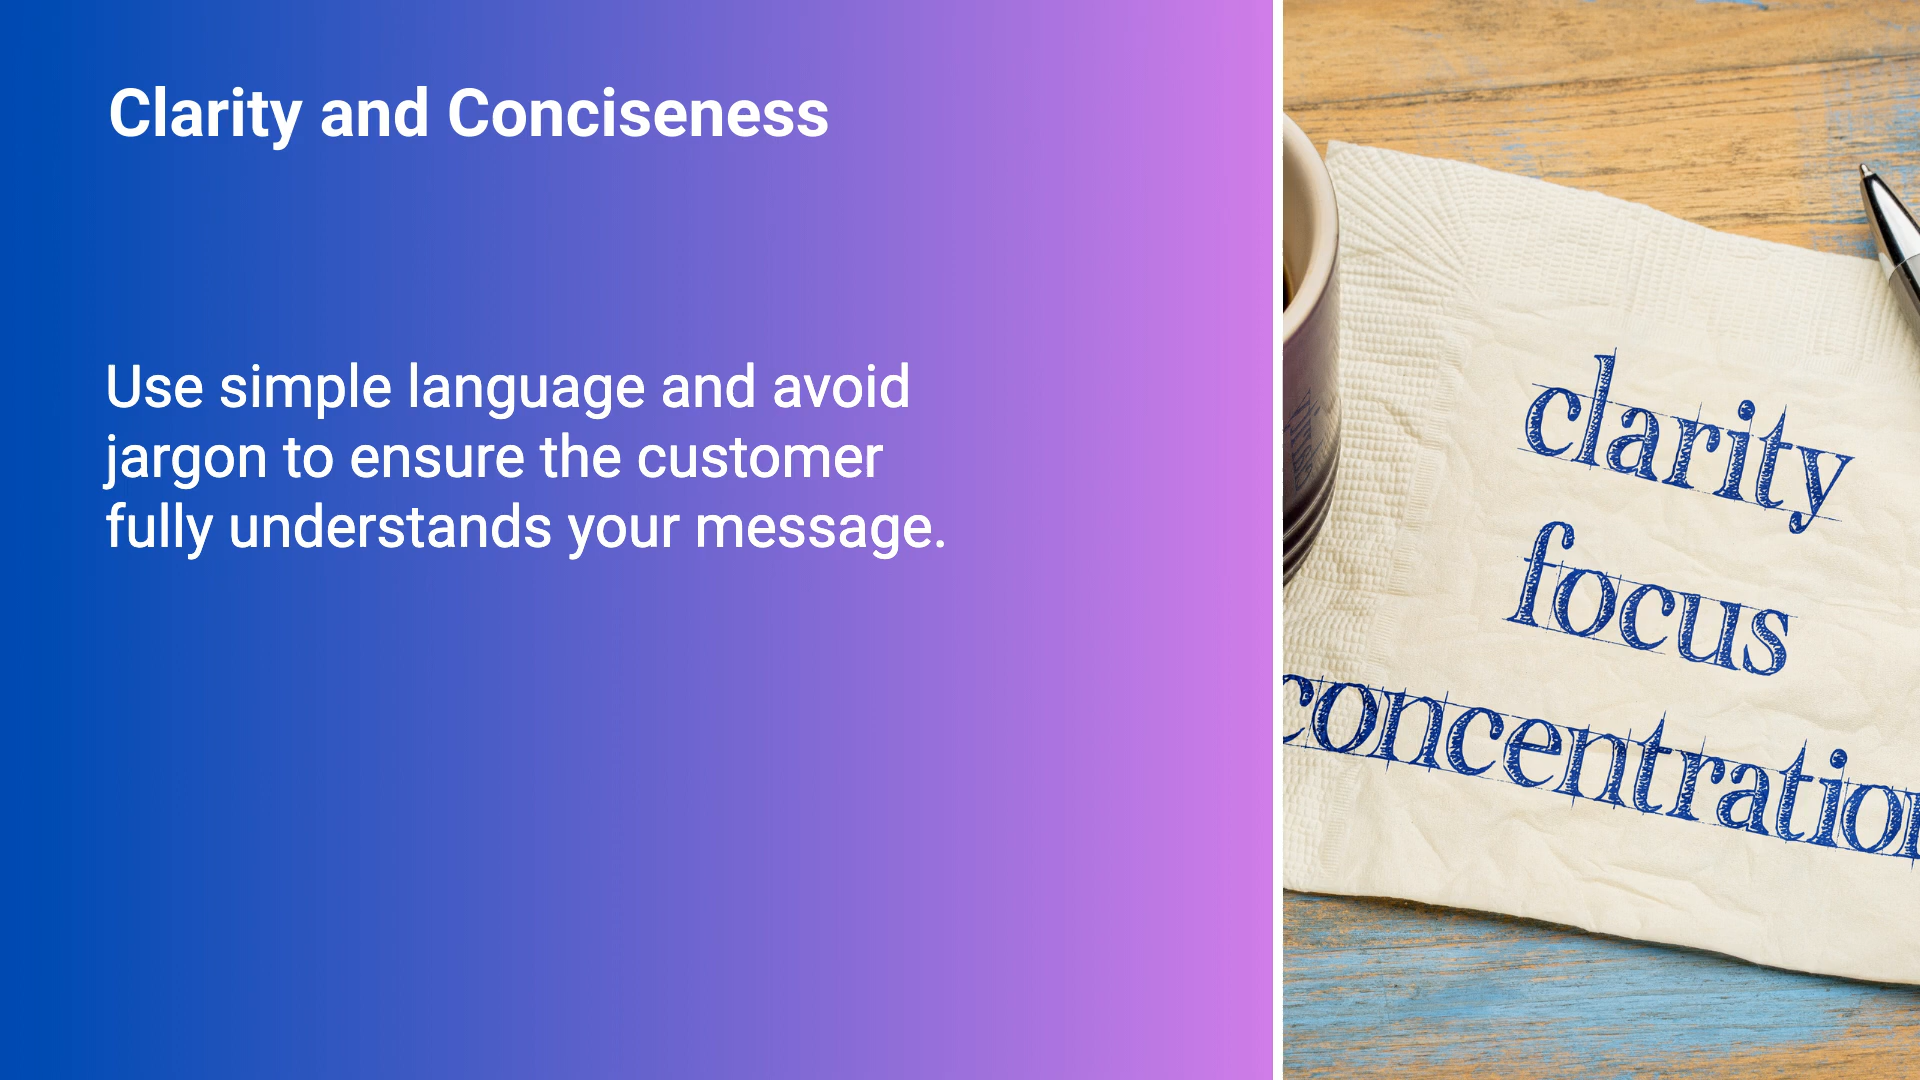 Clarity and Conciseness
Use simple language and avoid
jargon to ensure the customer
fully understands your message.
clarity
focus
concentration